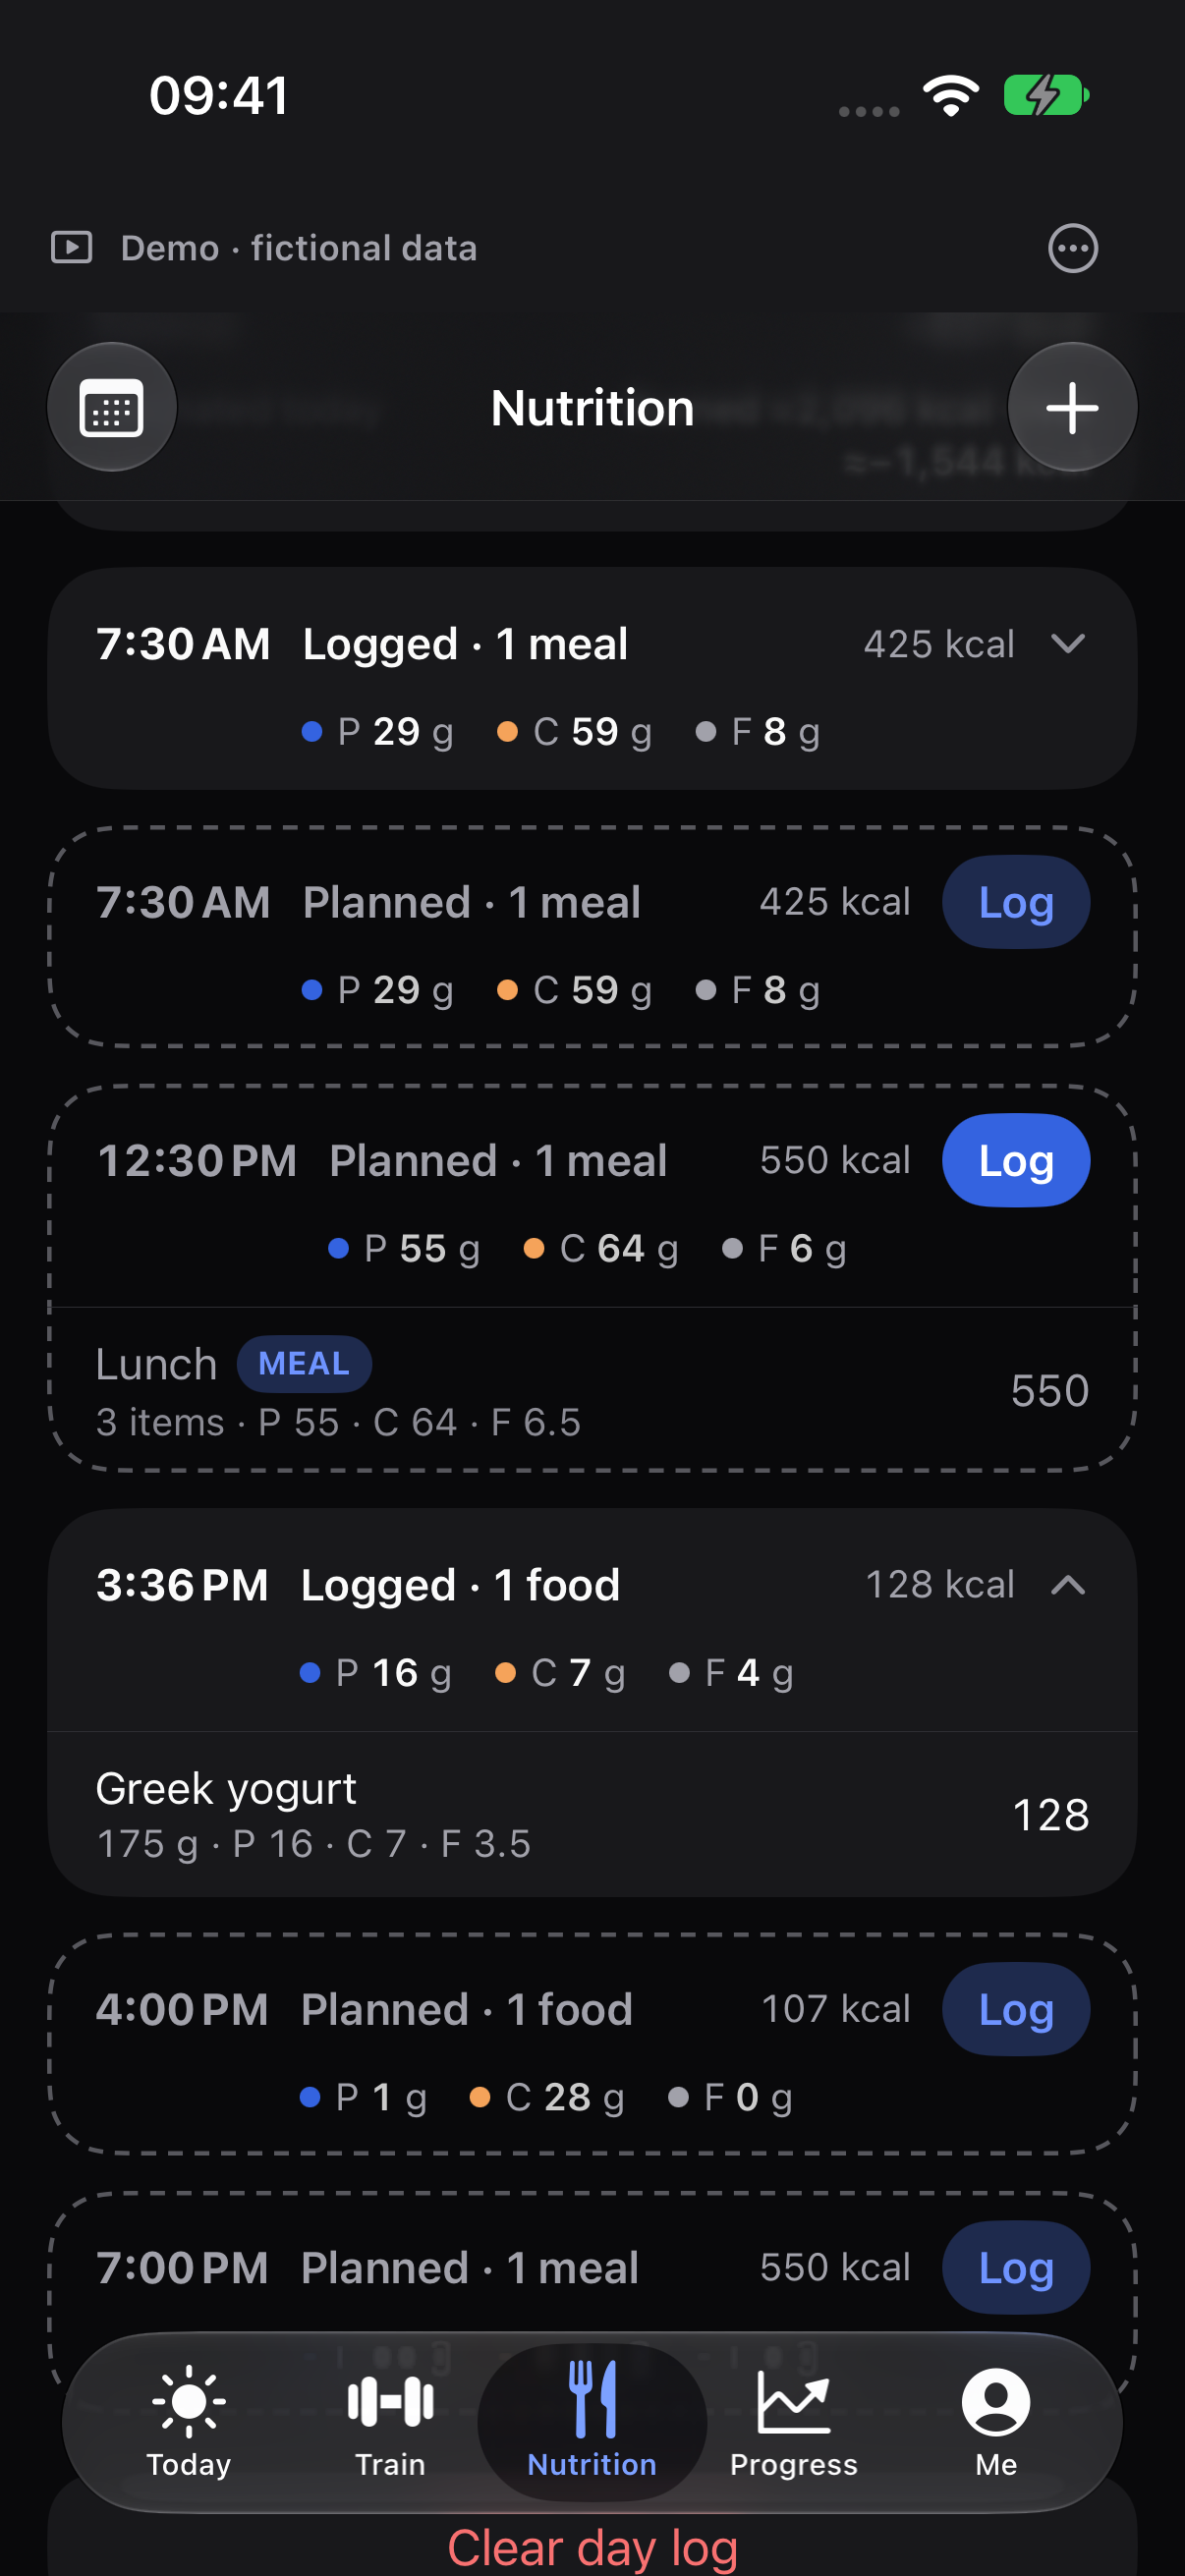 09:41
Demo · fictional data
Nutrition
≈−1,544
7:30 AM Logged · 1 meal 425 kcal
P 29 g C 59 g F 8 g
7:30 AM Planned · 1 meal 425 kcal Log
P 29 g C 59 g F 8 g
12:30 PM Planned · 1 meal 550 kcal Log
P 55 g C 64 g F 6 g
Lunch MEAL 550
3 items · P 55 · C 64 · F 6.5
3:36 PM Logged · 1 food 128 kcal
P 16 g C 7 g F 4 g
Greek yogurt 128
175 g · P 16 · C 7 · F 3.5
4:00 PM Planned · 1 food 107 kcal Log
P 1 g C 28 g F 0 g
7:00 PM Planned · 1 meal 550 kcal Log
Today Train Nutrition Progress Me
Clear day log